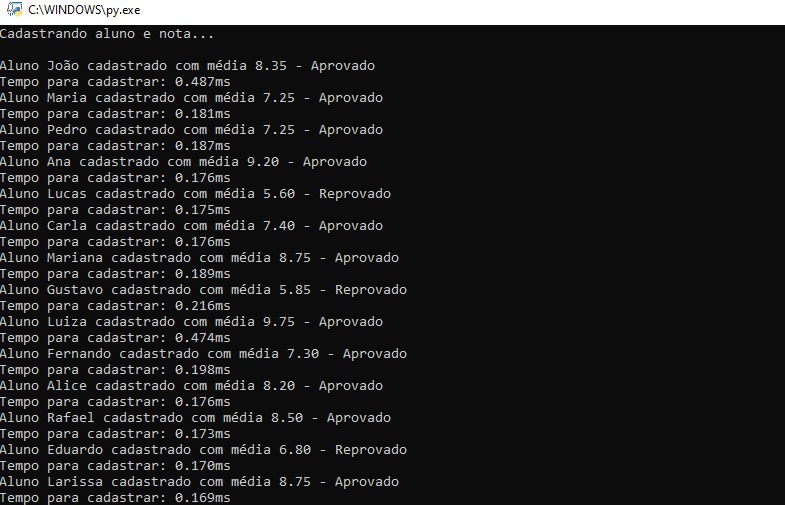 C:\WINDOWS\py.exe
Cadastrando aluno e nota...
Aluno João cadastrado com média 8.35 - Aprovado
Tempo para cadastrar: 0.487ms
Aluno Maria cadastrado com média 7.25 - Aprovado
Tempo para cadastrar: 0.181ms
Aluno Pedro cadastrado com média 7.25 - Aprovado
Tempo para cadastrar: 0.187ms
Aluno Ana cadastrado com média 9.20 - Aprovado
Tempo para cadastrar: 0.176ms
Aluno Lucas cadastrado com média 5.60 - Reprovado
Tempo para cadastrar: 0.175ms
Aluno Carla cadastrado com média 7.40 - Aprovado
Tempo para cadastrar: 0.176ms
Aluno Mariana cadastrado com média 8.75 - Aprovado
Tempo para cadastrar: 0.189ms
Aluno Gustavo cadastrado com média 5.85 - Reprovado
Tempo para cadastrar: 0.216ms
Aluno Luiza cadastrado com média 9.75 - Aprovado
Tempo para cadastrar: 0.474ms
Aluno Fernando cadastrado com média 7.30 - Aprovado
Tempo para cadastrar: 0.198ms
Aluno Alice cadastrado com média 8.20 - Aprovado
Tempo para cadastrar: 0.176ms
Aluno Rafael cadastrado com média 8.50 - Aprovado
Tempo para cadastrar: 0.173ms
Aluno Eduardo cadastrado com média 6.80 - Reprovado
Tempo para cadastrar: 0.170ms
Aluno Larissa cadastrado com média 8.75 - Aprovado
Tempo para cadastrar: 0.169ms